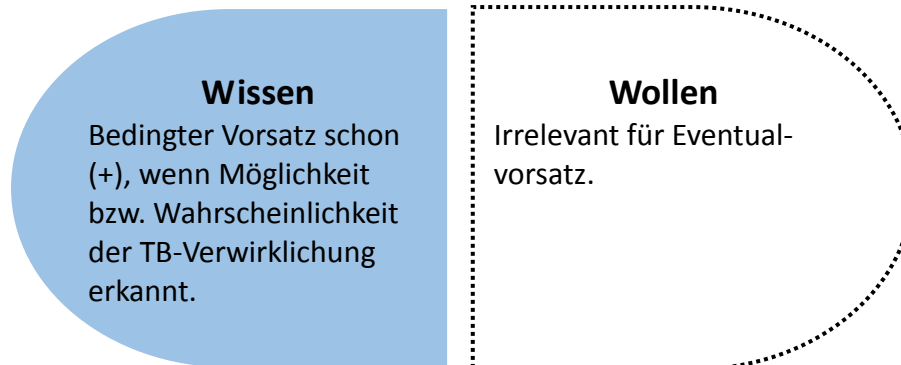 Wissen
Bedingter Vorsatz schon
(+), wenn Möglichkeit
bzw. Wahrscheinlichkeit
der TB-Verwirklichung
erkannt.
Wollen
Irrelevant für Eventual-
vorsatz.